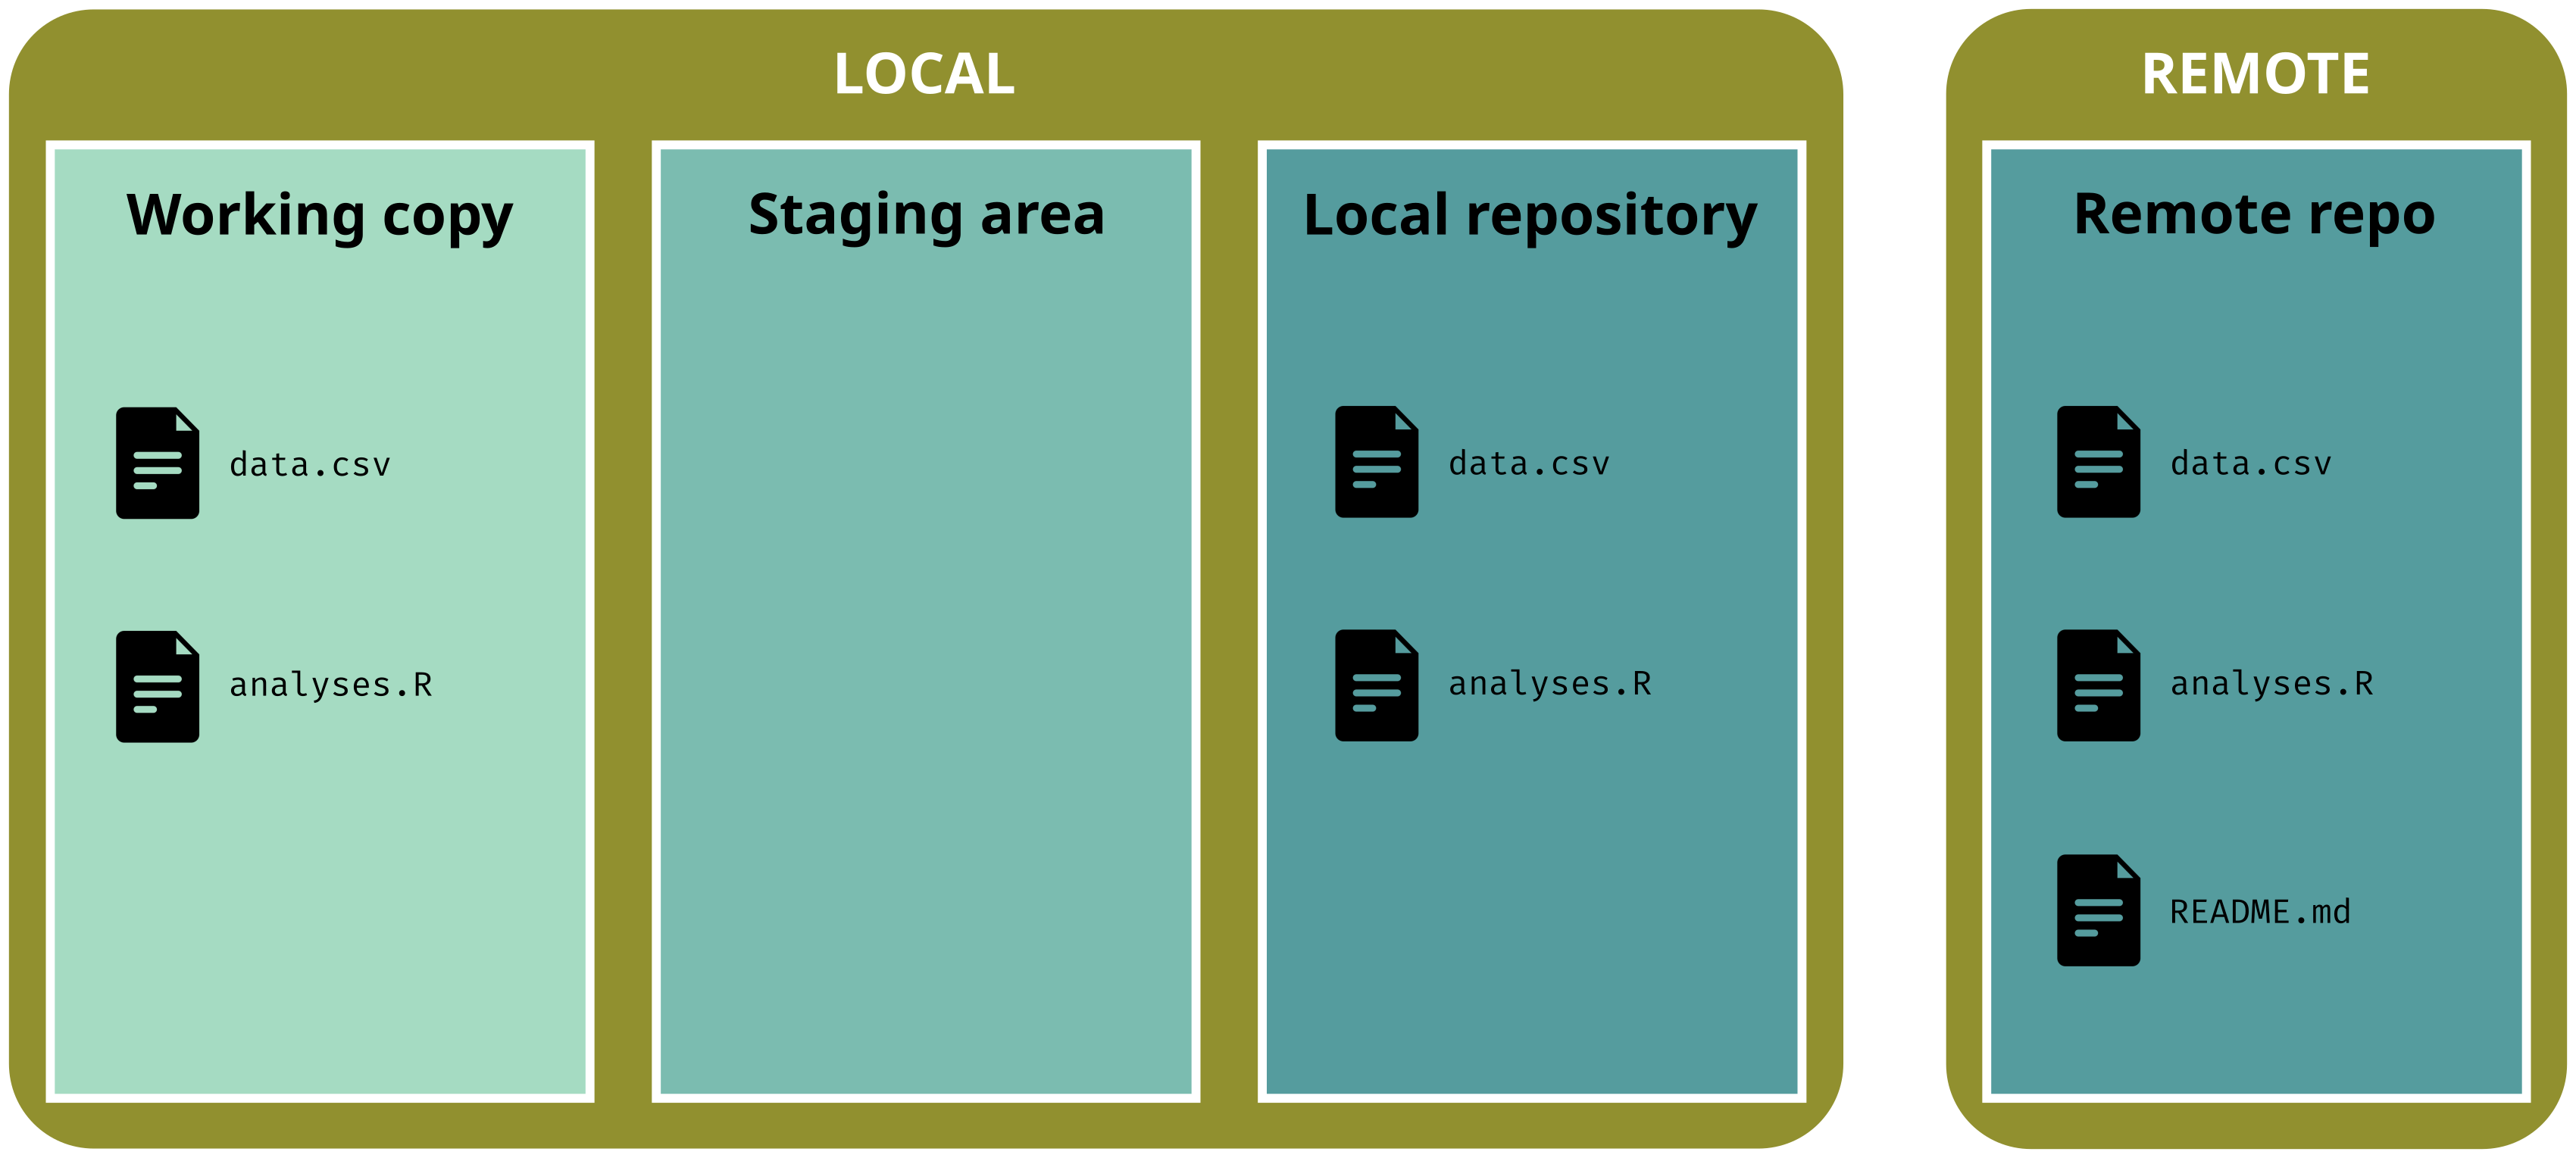 LOCAL
Working copy
data.csv
analyses.R
Staging area
Local repository
data.csv
analyses.R
REMOTE
Remote repo
data.csv
analyses.R
README.md